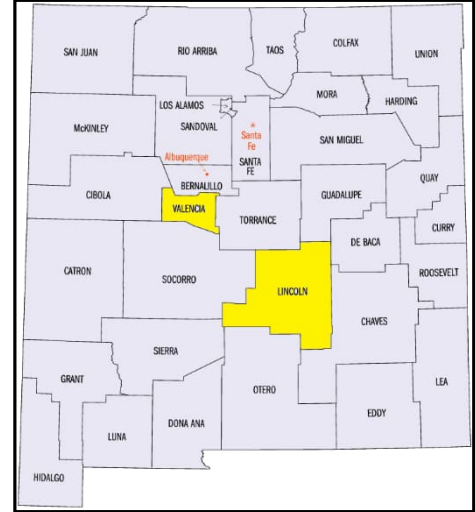 SAN JUAN
RIO ARRIBA
TAOS
COLFAX
UNION
MORA
HARDING
LOS ALAMOS
SANDOVAL
McKINLEY
Santa
Fe
SANTA
FE
SAN MIGUEL
Albuquerque
BERNALILLO
QUAY
CIBOLA
VALENCIA
TORRANCE
GUADALUPE
CURRY
DE BACA
CATRON
SOCORRO
LINCOLN
ROOSEVELT
CHAVES
SIERRA
GRANT
OTERO
LEA
LUNA
DONA ANA
EDDY
HIDALGO